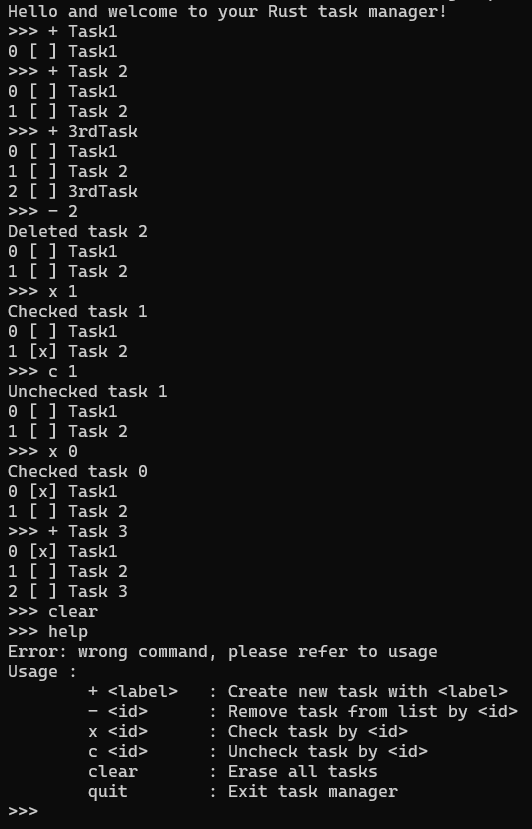 Hello and welcome to your Rust task manager!
>>> + Task1
0 [ ] Task1
>>> + Task 2
0 [ ] Task1
1 [ ] Task 2
>>> + 3rdTask
0 [ ] Task1
1 [ ] Task 2
2 [ ] 3rdTask
>>> - 2
Deleted task 2
0 [ ] Task1
1 [ ] Task 2
>>> x 1
Checked task 1
0 [ ] Task1
1 [x] Task 2
>>> c 1
Unchecked task 1
0 [ ] Task1
1 [ ] Task 2
>>> x 0
Checked task 0
0 [x] Task1
1 [ ] Task 2
>>> + Task 3
0 [x] Task1
1 [ ] Task 2
2 [ ] Task 3
>>> clear
>>> help
Error: wrong command, please refer to usage
Usage :
        + <label>   : Create new task with <label>
        - <id>      : Remove task from list by <id>
        x <id>      : Check task by <id>
        c <id>      : Uncheck task by <id>
        clear       : Erase all tasks
        quit        : Exit task manager
>>>